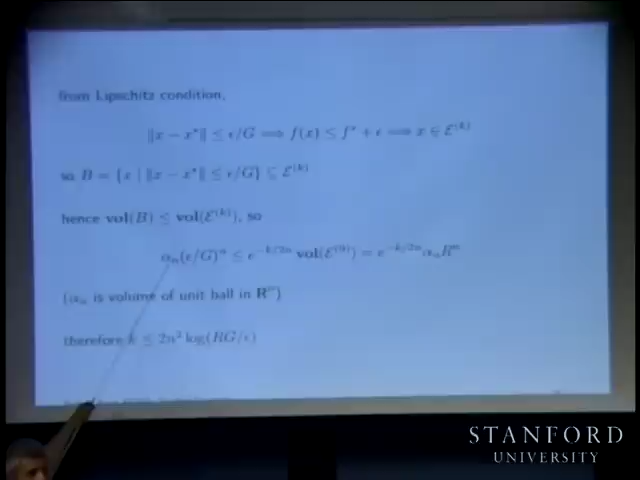 from Lipschitz condition,
‖x − x*‖ ≤ ϵ/G ⟹ f(x) ≤ f* + ϵ ⟹ x ∈ ℰ^(k)
so B = {x | ‖x − x*‖ ≤ ϵ/G} ⊆ ℰ^(k)
hence vol(B) ≤ vol(ℰ^(k)), so
α_n(ϵ/G)^n ≤ e^{−k/2n} vol(ℰ^(0)) = e^{−k/2n} α_n R^n
(α_n is volume of unit ball in R^n)
therefore k ≤ 2n² log(RG/ϵ)
STANFORD
UNIVERSITY